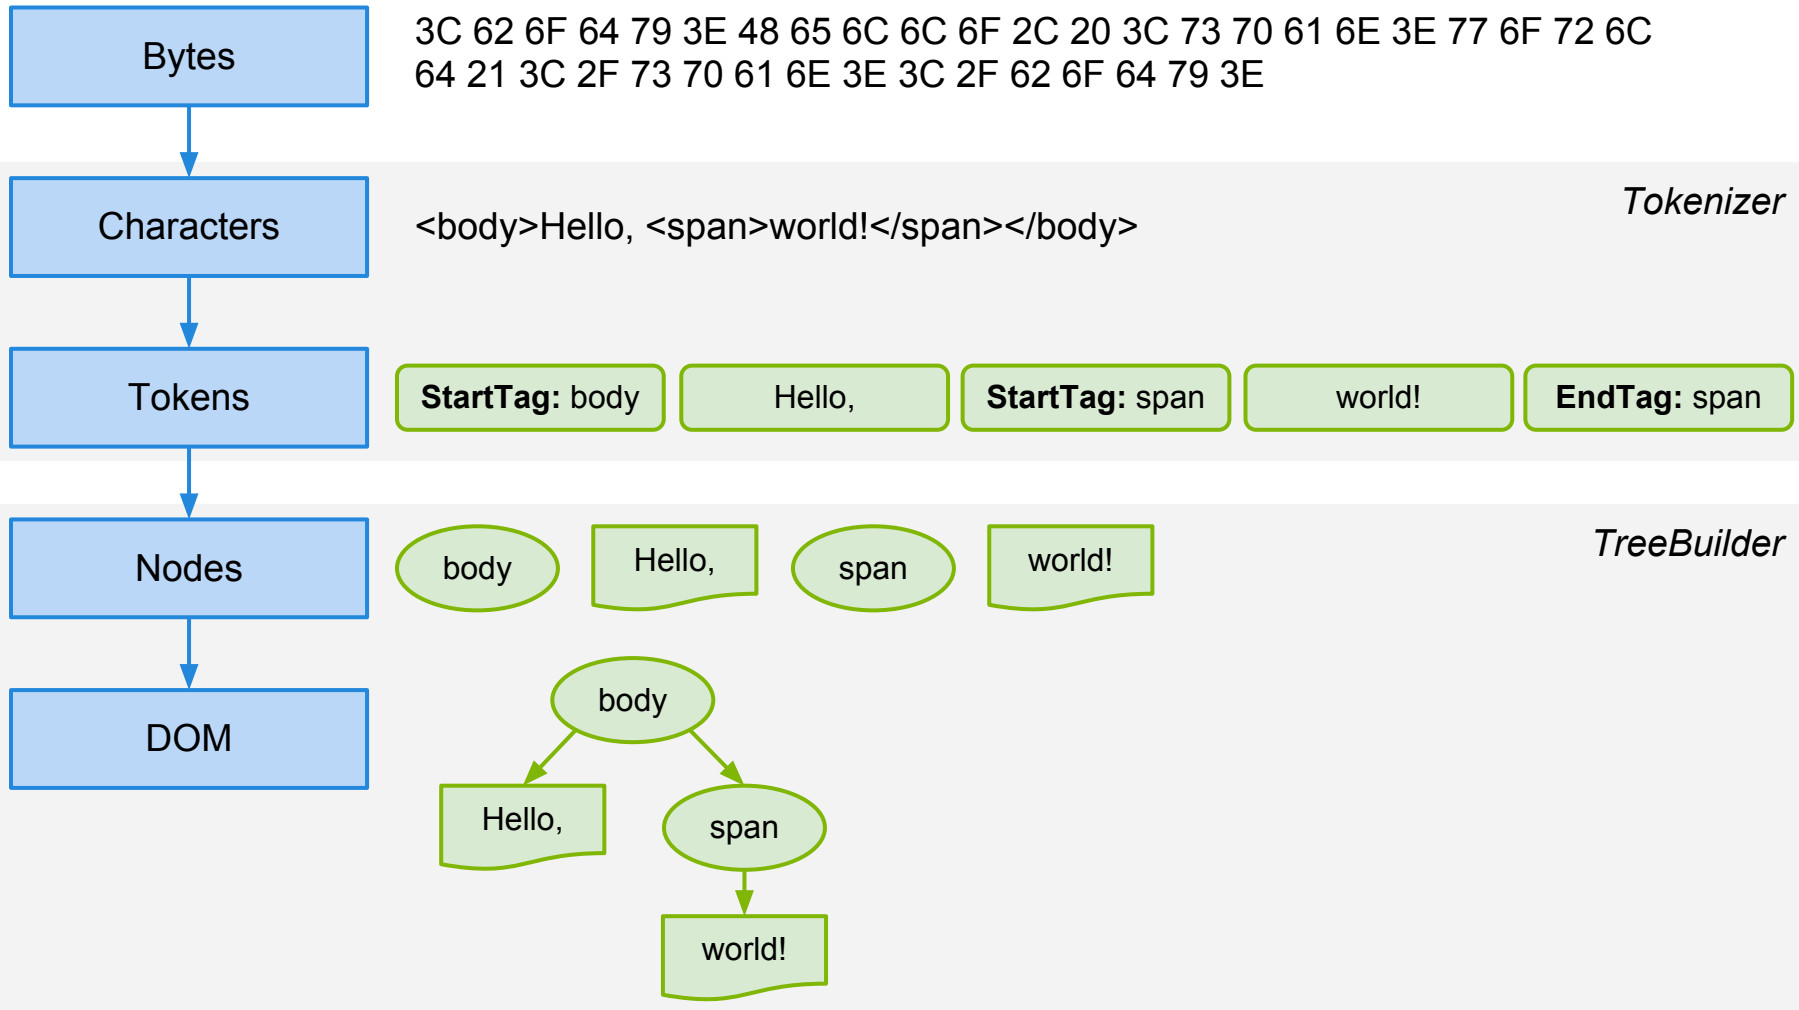 Bytes
3C 62 6F 64 79 3E 48 65 6C 6C 6F 2C 20 3C 73 70 61 6E 3E 77 6F 72 6C
64 21 3C 2F 73 70 61 6E 3E 3C 2F 62 6F 64 79 3E
Characters
<body>Hello, <span>world!</span></body>
Tokenizer
Tokens
StartTag: body
Hello,
StartTag: span
world!
EndTag: span
Nodes
body
Hello,
span
world!
TreeBuilder
DOM
body
Hello,
span
world!